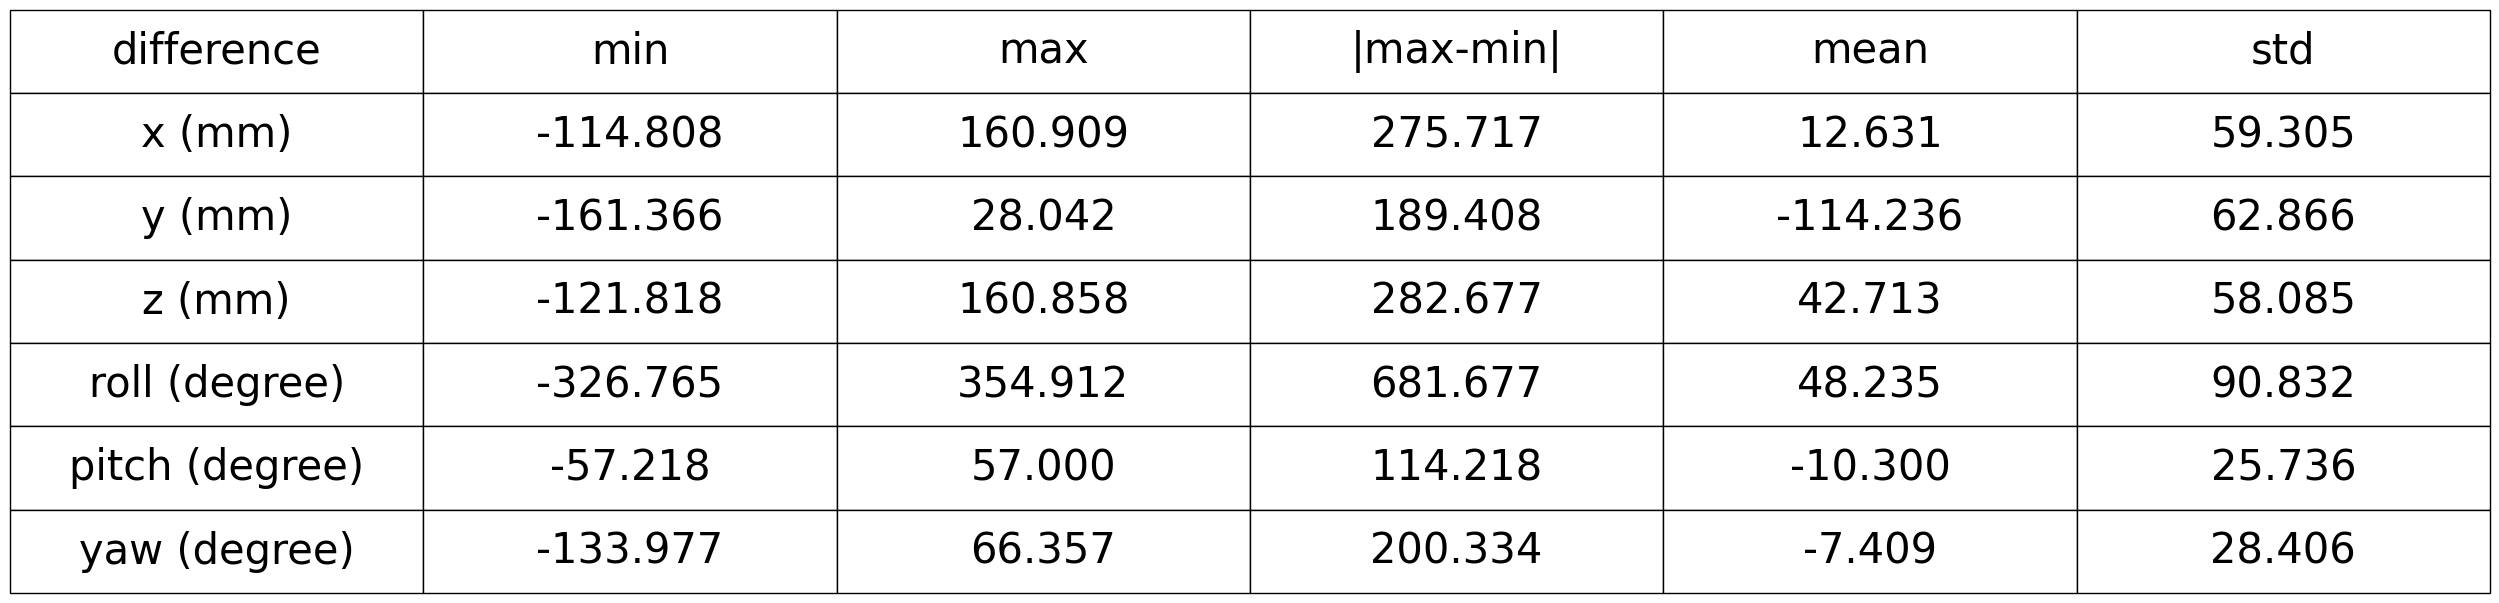 difference min max |max-min| mean std
x (mm) -114.808 160.909 275.717 12.631 59.305
y (mm) -161.366 28.042 189.408 -114.236 62.866
z (mm) -121.818 160.858 282.677 42.713 58.085
roll (degree) -326.765 354.912 681.677 48.235 90.832
pitch (degree) -57.218 57.000 114.218 -10.300 25.736
yaw (degree) -133.977 66.357 200.334 -7.409 28.406